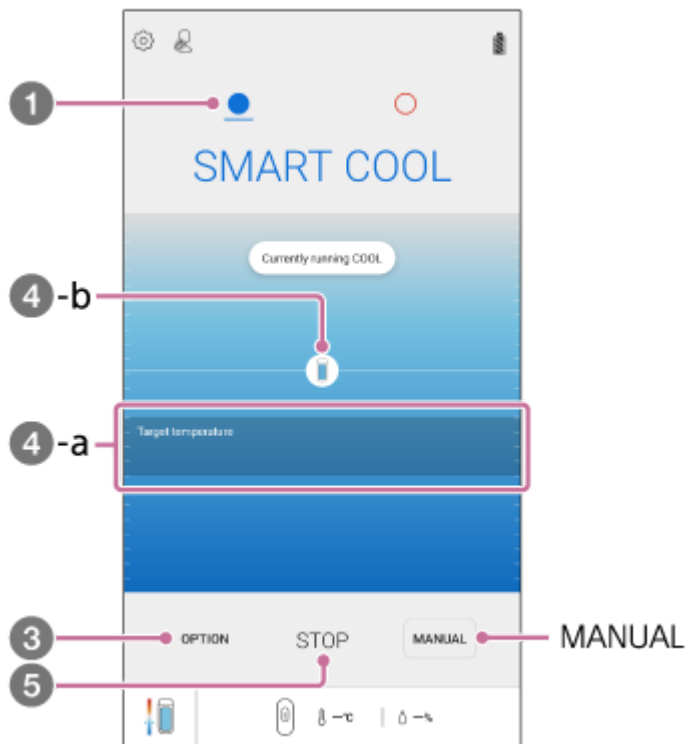 1
SMART COOL
Currently running COOL
4-b
4-a
Target temperature
3
OPTION
STOP
MANUAL
MANUAL
5
--°C
--%